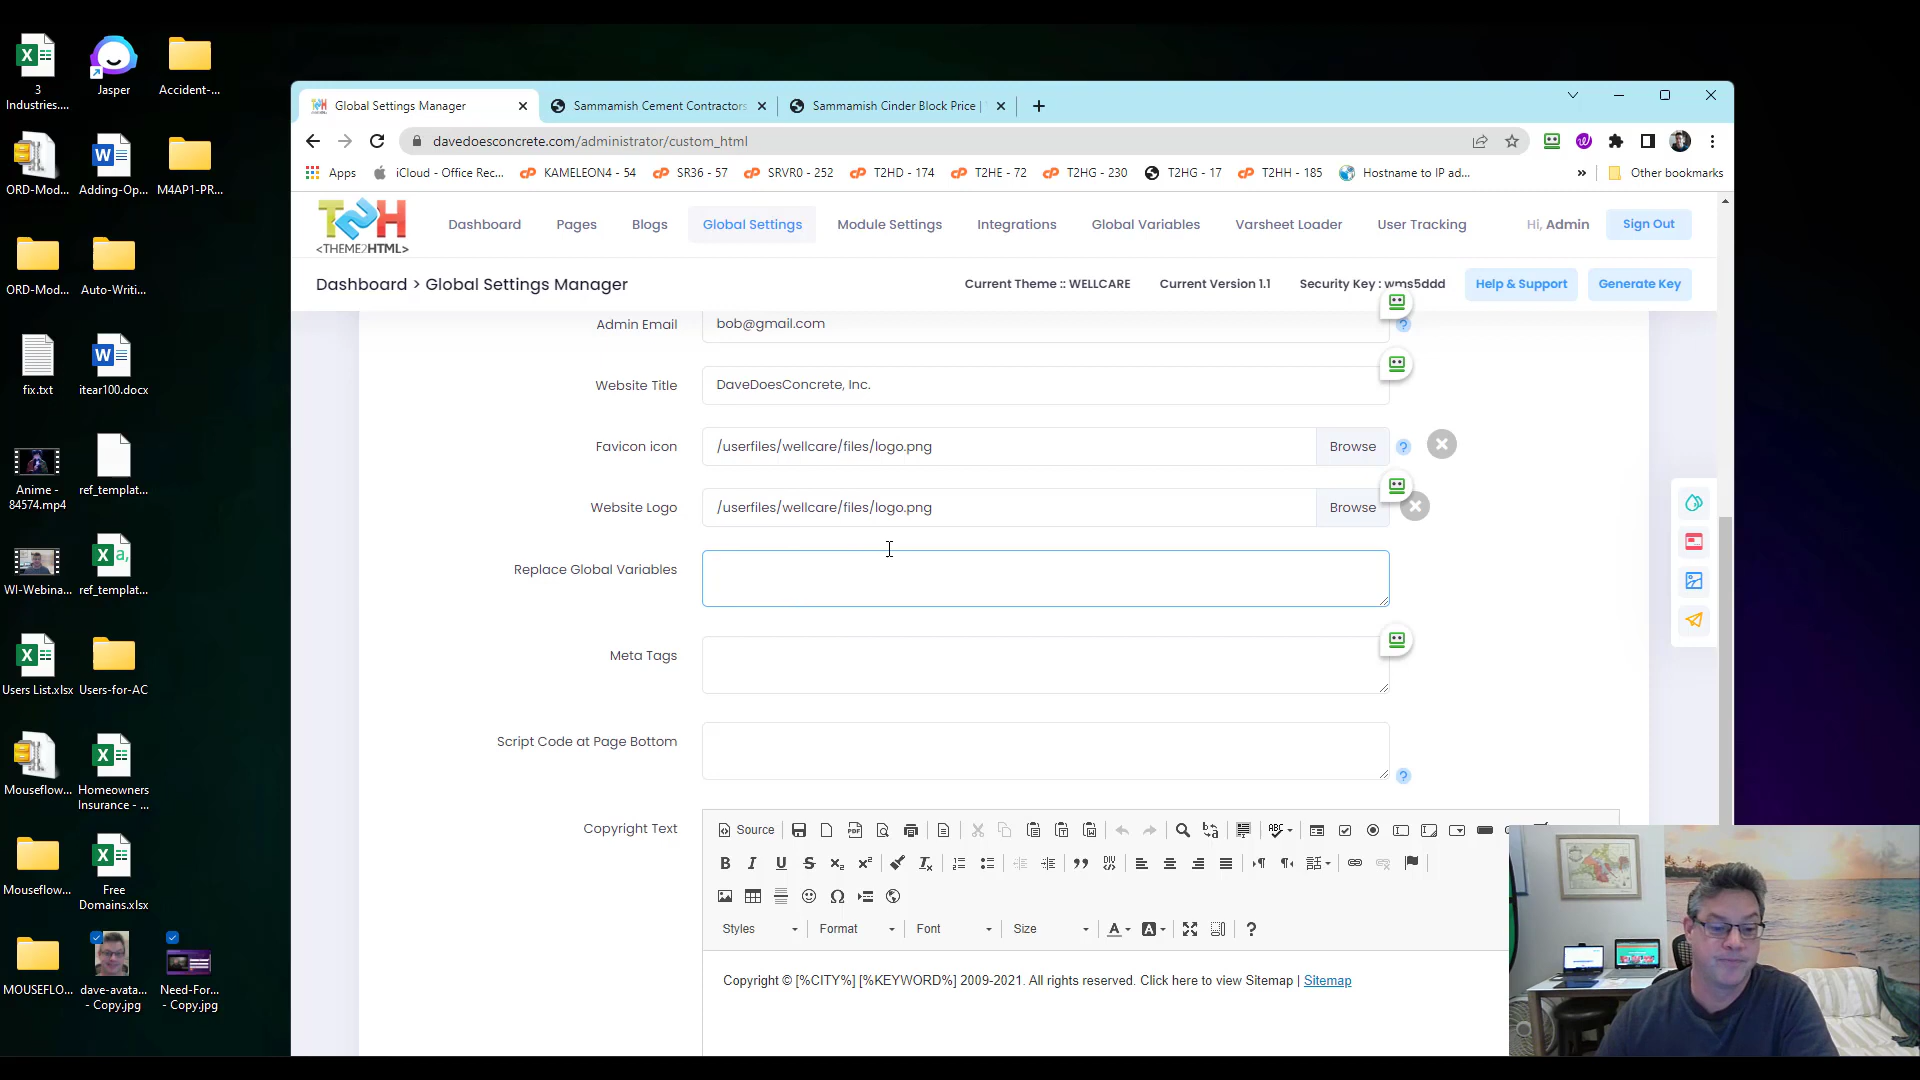 3 Industries....
Jasper
Accident-...
ORD-Mod...
Adding-Op...
M4AP1-PR...
ORD-Mod...
Auto-Writi...
fix.txt
itear100.docx
Anime - 84574.mp4
ref_templat...
WI-Webina...
ref_templat...
Users List.xlsx
Users-for-AC
Mouseflow...
Homeowners Insurance - ...
Mouseflow...
Free Domains.xlsx
MOUSEFLO...
dave-avata... - Copy.jpg
Need-For... - Copy.jpg
Global Settings Manager
Sammamish Cement Contractors
Sammamish Cinder Block Price |
davedoesconcrete.com/administrator/custom_html
Apps
iCloud - Office Rec...
KAMELEON4 - 54
SR36 - 57
SRVR0 - 252
T2HD - 174
T2HE - 72
T2HG - 230
T2HG - 17
T2HH - 185
Hostname to IP ad...
»
Other bookmarks
T2H
<THEME2HTML>
Dashboard
Pages
Blogs
Global Settings
Module Settings
Integrations
Global Variables
Varsheet Loader
User Tracking
Hi, Admin
Sign Out
Dashboard > Global Settings Manager
Current Theme :: WELLCARE
Current Version 1.1
Security Key : wms5ddd
Help & Support
Generate Key
Admin Email
bob@gmail.com
Website Title
DaveDoesConcrete, Inc.
Favicon icon
/userfiles/wellcare/files/logo.png
Browse
Website Logo
/userfiles/wellcare/files/logo.png
Browse
Replace Global Variables
Meta Tags
Script Code at Page Bottom
Copyright Text
Source
Styles
Format
Font
Size
Copyright © [%CITY%] [%KEYWORD%] 2009-2021. All rights reserved. Click here to view Sitemap | Sitemap